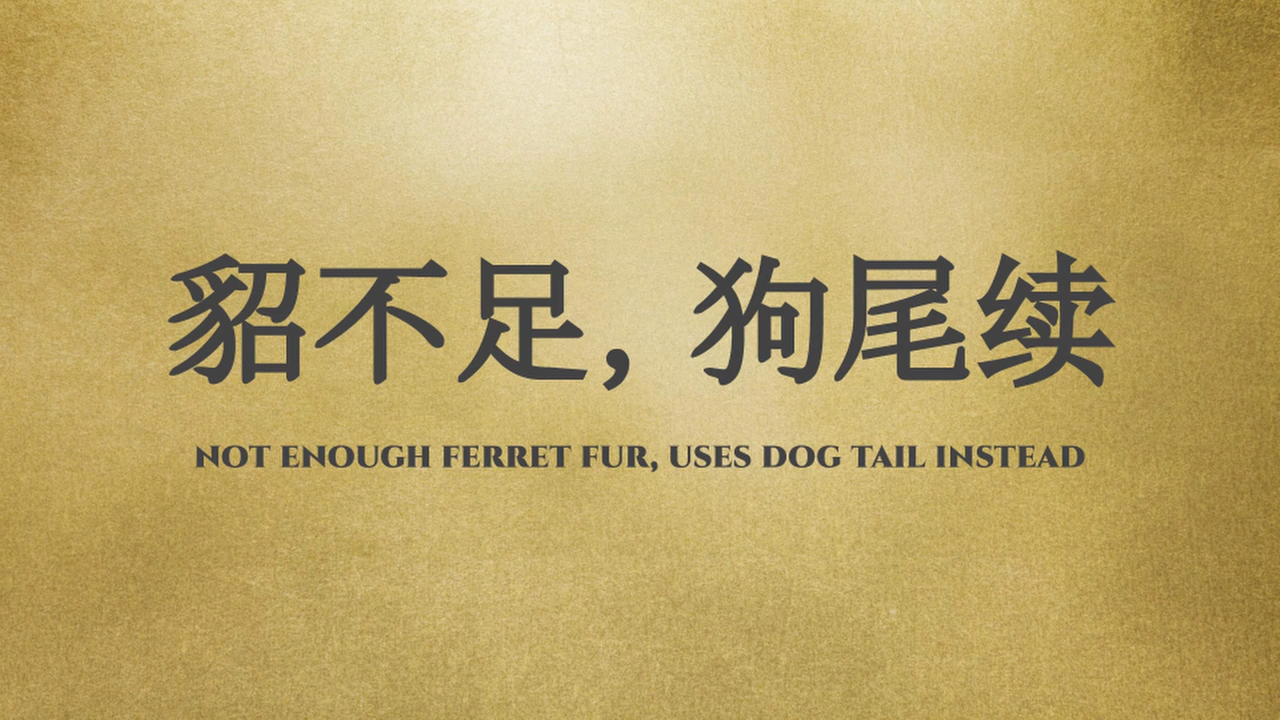 貂不足，狗尾续
NOT ENOUGH FERRET FUR, USES DOG TAIL INSTEAD